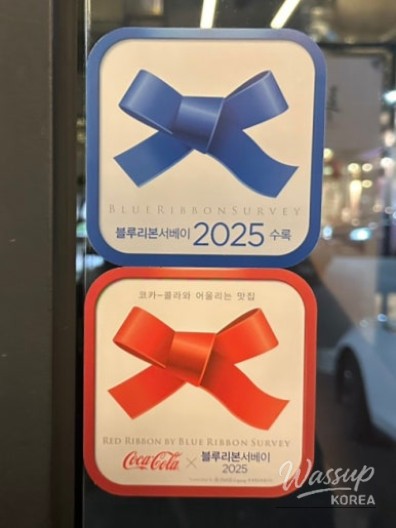 BLUE RIBBON SURVEY
블루리본서베이 2025 수록
코카-콜라와 어울리는 맛집
RED RIBBON BY BLUE RIBBON SURVEY
Coca-Cola × 블루리본서베이
2025
Wassup
KOREA